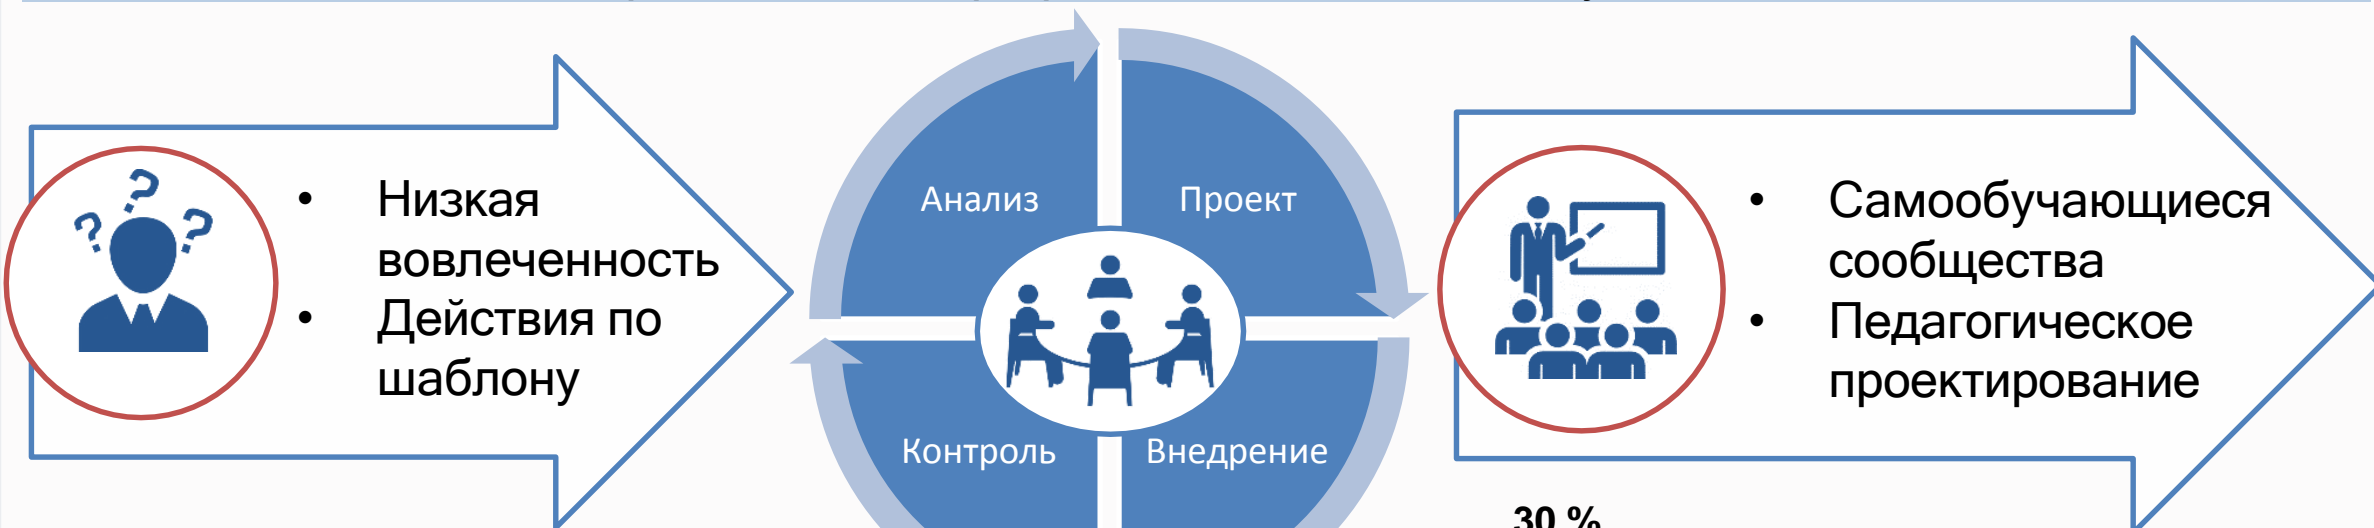 • Низкая
вовлеченность
• Действия по
шаблону
Анализ
Проект
Контроль
Внедрение
• Самообучающиеся
сообщества
• Педагогическое
проектирование
30 %